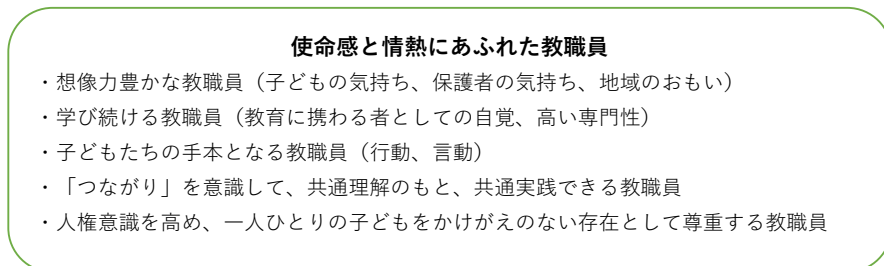 使命感と情熱にあふれた教職員
・想像力豊かな教職員（子どもの気持ち、保護者の気持ち、地域のおもい）
・学び続ける教職員（教育に携わる者としての自覚、高い専門性）
・子どもたちの手本となる教職員（行動、言動）
・「つながり」を意識して、共通理解のもと、共通実践できる教職員
・人権意識を高め、一人ひとりの子どもをかけがえのない存在として尊重する教職員